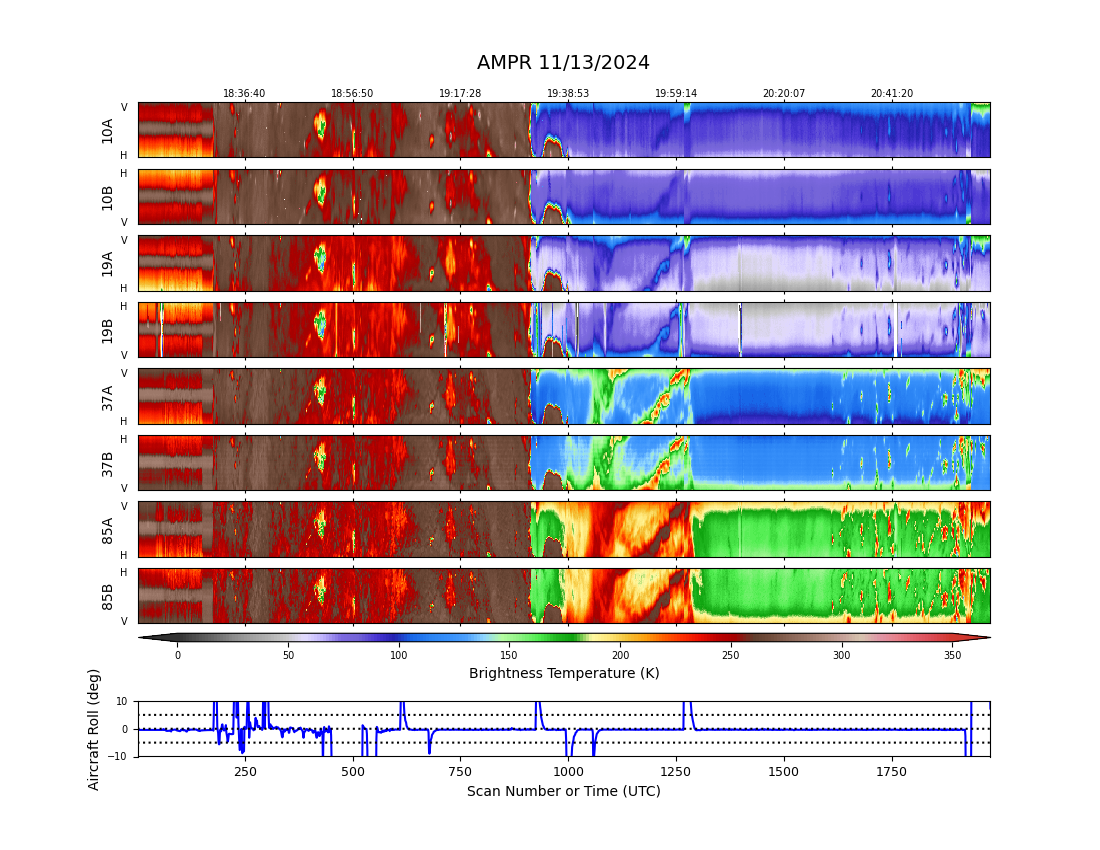 AMPR 11/13/2024
18:36:40 18:56:50 19:17:28 19:38:53 19:59:14 20:20:07 20:41:20
V
10A
H
H
10B
V
V
19A
H
H
19B
V
V
37A
H
H
37B
V
V
85A
H
H
85B
V
0 50 100 150 200 250 300 350
Brightness Temperature (K)
Aircraft Roll (deg)
10
0
−10
250 500 750 1000 1250 1500 1750
Scan Number or Time (UTC)